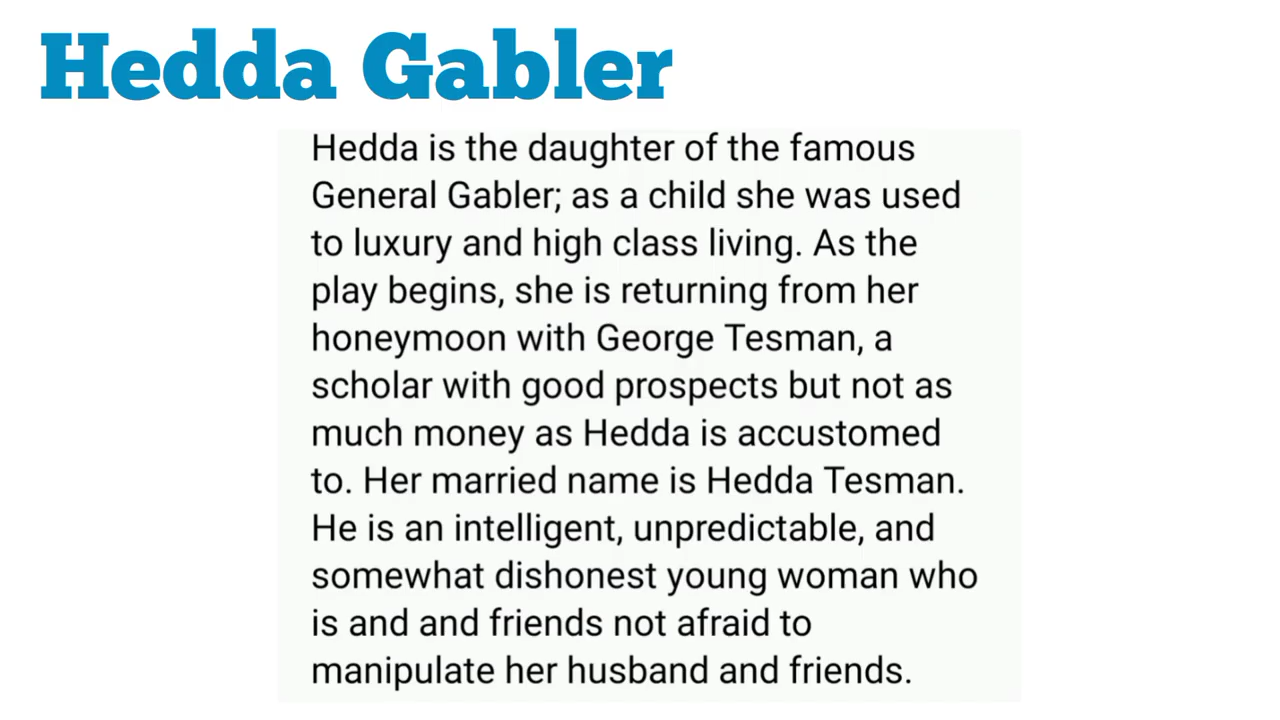 Hedda Gabler
Hedda is the daughter of the famous
General Gabler; as a child she was used
to luxury and high class living. As the
play begins, she is returning from her
honeymoon with George Tesman, a
scholar with good prospects but not as
much money as Hedda is accustomed
to. Her married name is Hedda Tesman.
He is an intelligent, unpredictable, and
somewhat dishonest young woman who
is and and friends not afraid to
manipulate her husband and friends.